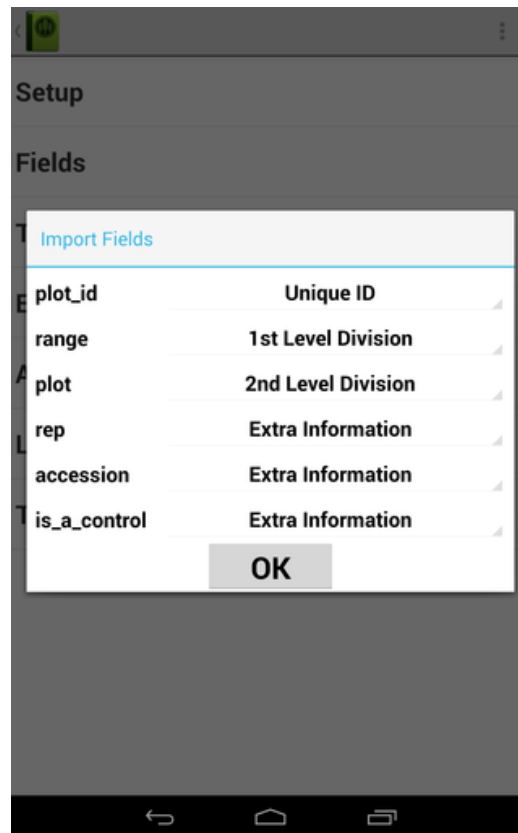 Setup
Fields
Import Fields
plot_id Unique ID
range 1st Level Division
plot 2nd Level Division
rep Extra Information
accession Extra Information
is_a_control Extra Information
OK